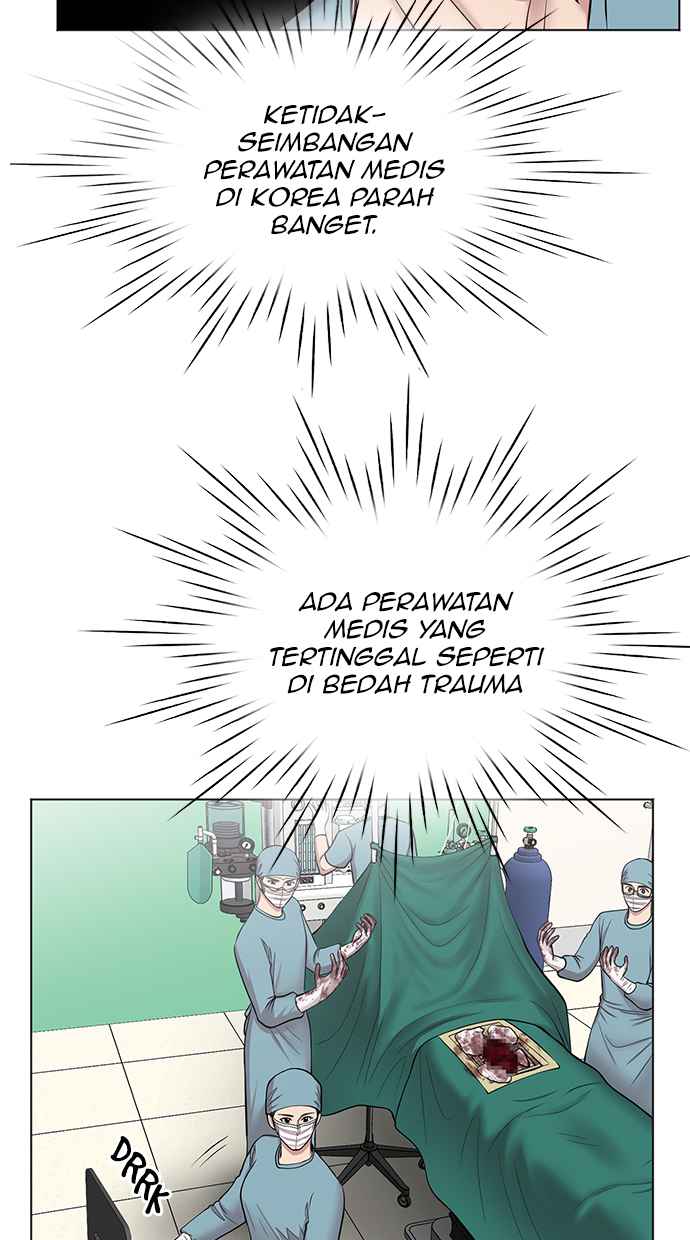 KETIDAK-
SEIMBANGAN
PERAWATAN MEDIS
DI KOREA PARAH
BANGET.
ADA PERAWATAN
MEDIS YANG
TERTINGGAL SEPERTI
DI BEDAH TRAUMA
DRRK